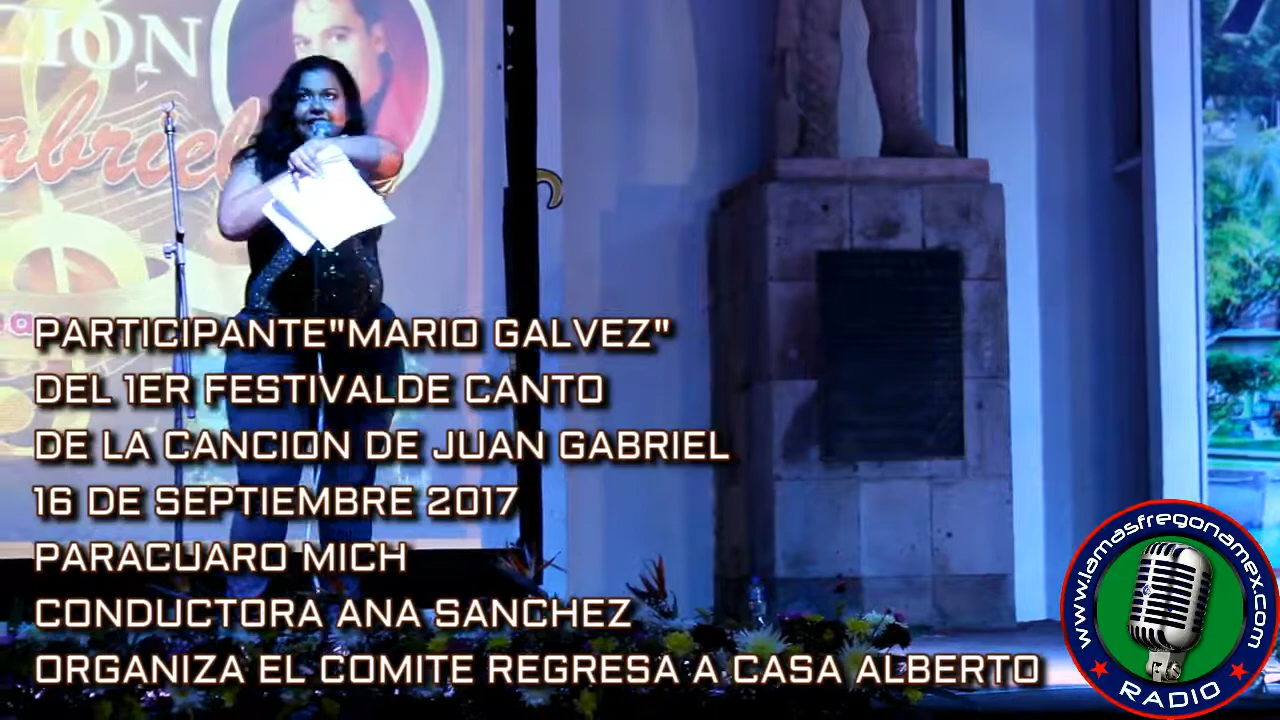 CIÓN
abriel
PARTICIPANTE"MARIO GALVEZ"
DEL 1ER FESTIVALDE CANTO
DE LA CANCION DE JUAN GABRIEL
16 DE SEPTIEMBRE 2017
PARACUARO MICH
CONDUCTORA ANA SANCHEZ
ORGANIZA EL COMITE REGRESA A CASA ALBERTO
www.lamasfregonamex.com
RADIO